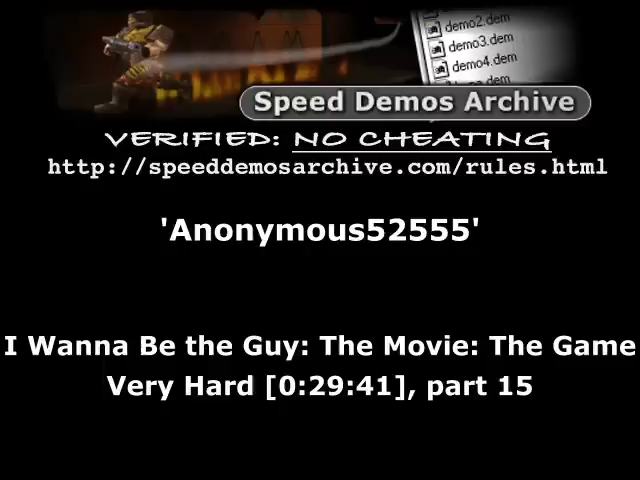 demo2.dem
demo3.dem
demo4.dem
Speed Demos Archive
VERIFIED: NO CHEATING
http://speeddemosarchive.com/rules.html
'Anonymous52555'
I Wanna Be the Guy: The Movie: The Game
Very Hard [0:29:41], part 15